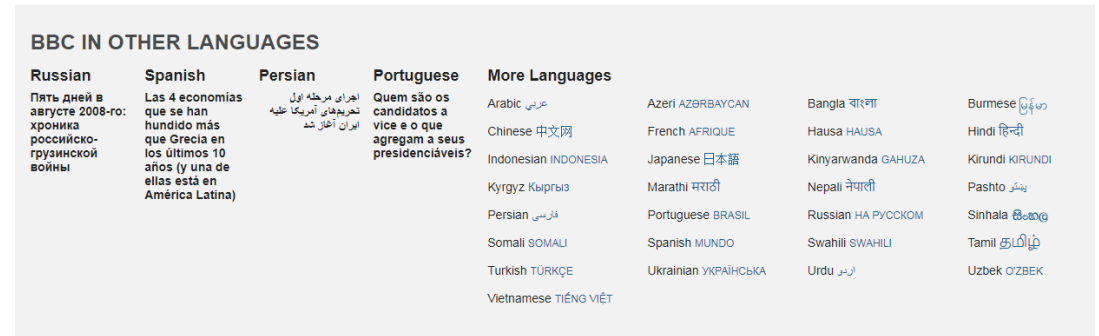 BBC IN OTHER LANGUAGES
Russian
Пять дней в
августе 2008-го:
хроника
российско-
грузинской
войны
Spanish
Las 4 economías
que se han
hundido más
que Grecia en
los últimos 10
años (y una de
ellas está en
América Latina)
Persian
اجرای مرحله اول
تحریم‌های آمریکا علیه
ایران آغاز شد
Portuguese
Quem são os
candidatos a
vice e o que
agregam a seus
presidenciáveis?
More Languages
Arabic عربي
Azeri AZƏRBAYCAN
Bangla বাংলা
Burmese မြန်မာ
Chinese 中文网
French AFRIQUE
Hausa HAUSA
Hindi हिन्दी
Indonesian INDONESIA
Japanese 日本語
Kinyarwanda GAHUZA
Kirundi KIRUNDI
Kyrgyz Кыргыз
Marathi मराठी
Nepali नेपाली
Pashto پښتو
Persian فارسی
Portuguese BRASIL
Russian НА РУССКОМ
Sinhala සිංහල
Somali SOMALI
Spanish MUNDO
Swahili SWAHILI
Tamil தமிழ்
Turkish TÜRKÇE
Ukrainian УКРАЇНСЬКА
Urdu اردو
Uzbek O'ZBEK
Vietnamese TIẾNG VIỆT